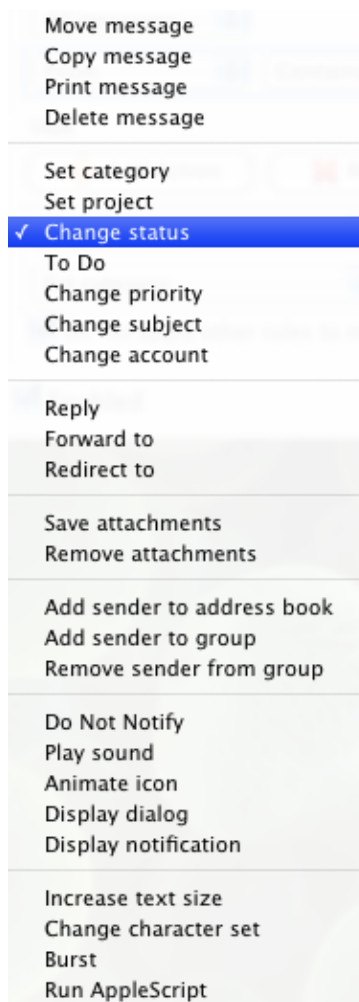 Move message
Copy message
Print message
Delete message
Set category
Set project
✓ Change status
To Do
Change priority
Change subject
Change account
Reply
Forward to
Redirect to
Save attachments
Remove attachments
Add sender to address book
Add sender to group
Remove sender from group
Do Not Notify
Play sound
Animate icon
Display dialog
Display notification
Increase text size
Change character set
Burst
Run AppleScript